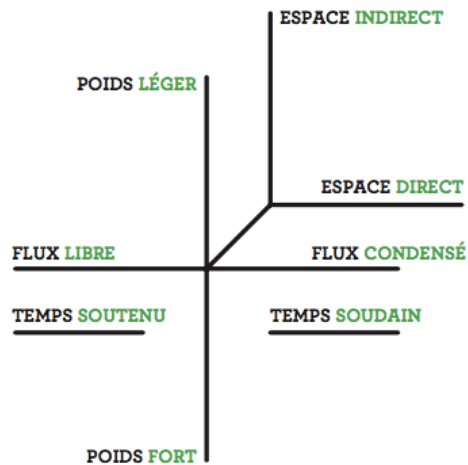 ESPACE INDIRECT
POIDS LÉGER
ESPACE DIRECT
FLUX LIBRE
FLUX CONDENSÉ
TEMPS SOUTENU
TEMPS SOUDAIN
POIDS FORT